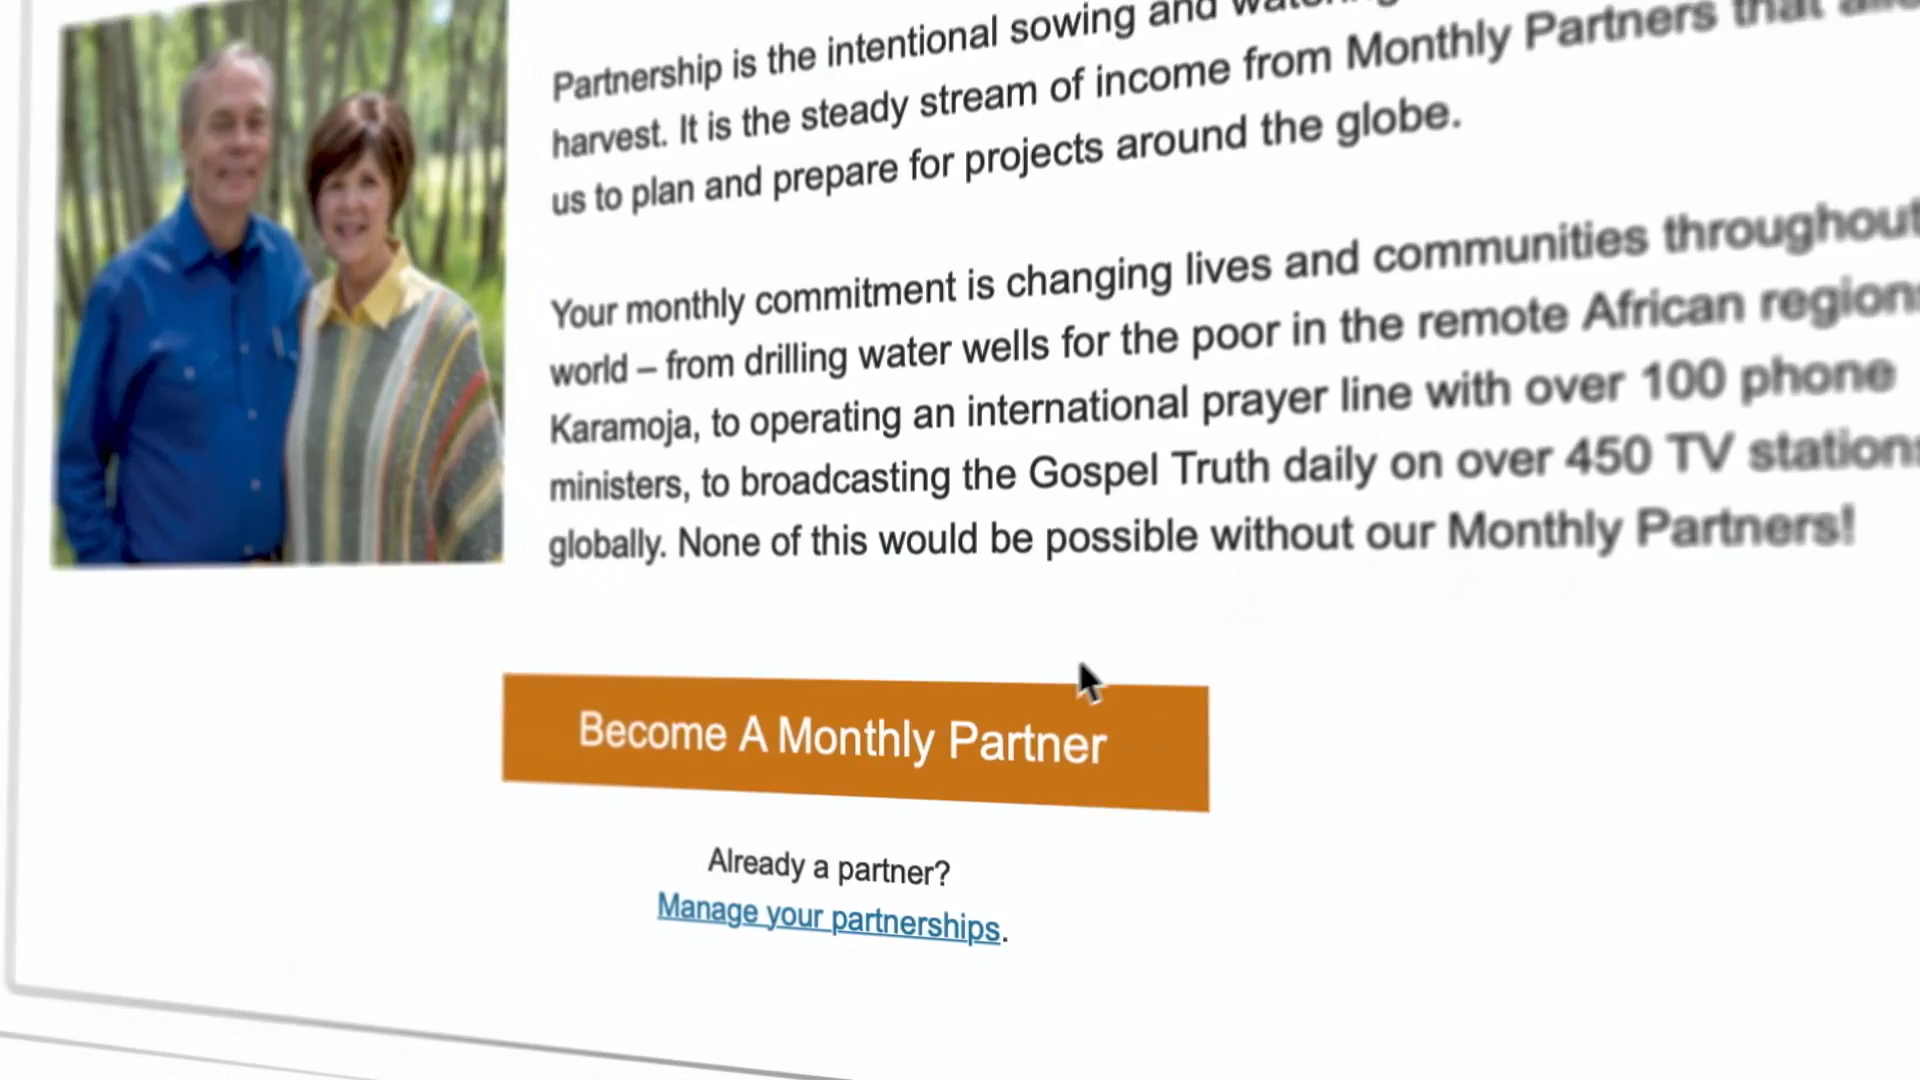 Partnership is the intentional sowing and
harvest. It is the steady stream of income from Monthly Partners that
us to plan and prepare for projects around the globe.
Your monthly commitment is changing lives and communities throughout
world – from drilling water wells for the poor in the remote African regions
Karamoja, to operating an international prayer line with over 100 phone
ministers, to broadcasting the Gospel Truth daily on over 450 TV stations
globally. None of this would be possible without our Monthly Partners!
Become A Monthly Partner
Already a partner?
Manage your partnerships.